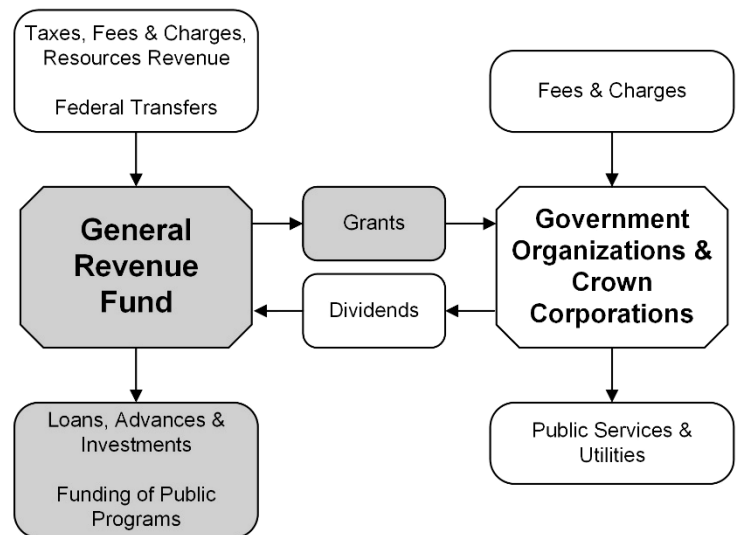 Taxes, Fees & Charges,
Resources Revenue
Federal Transfers
Fees & Charges
General
Revenue
Fund
Grants
Dividends
Government
Organizations &
Crown
Corporations
Loans, Advances &
Investments
Funding of Public
Programs
Public Services &
Utilities